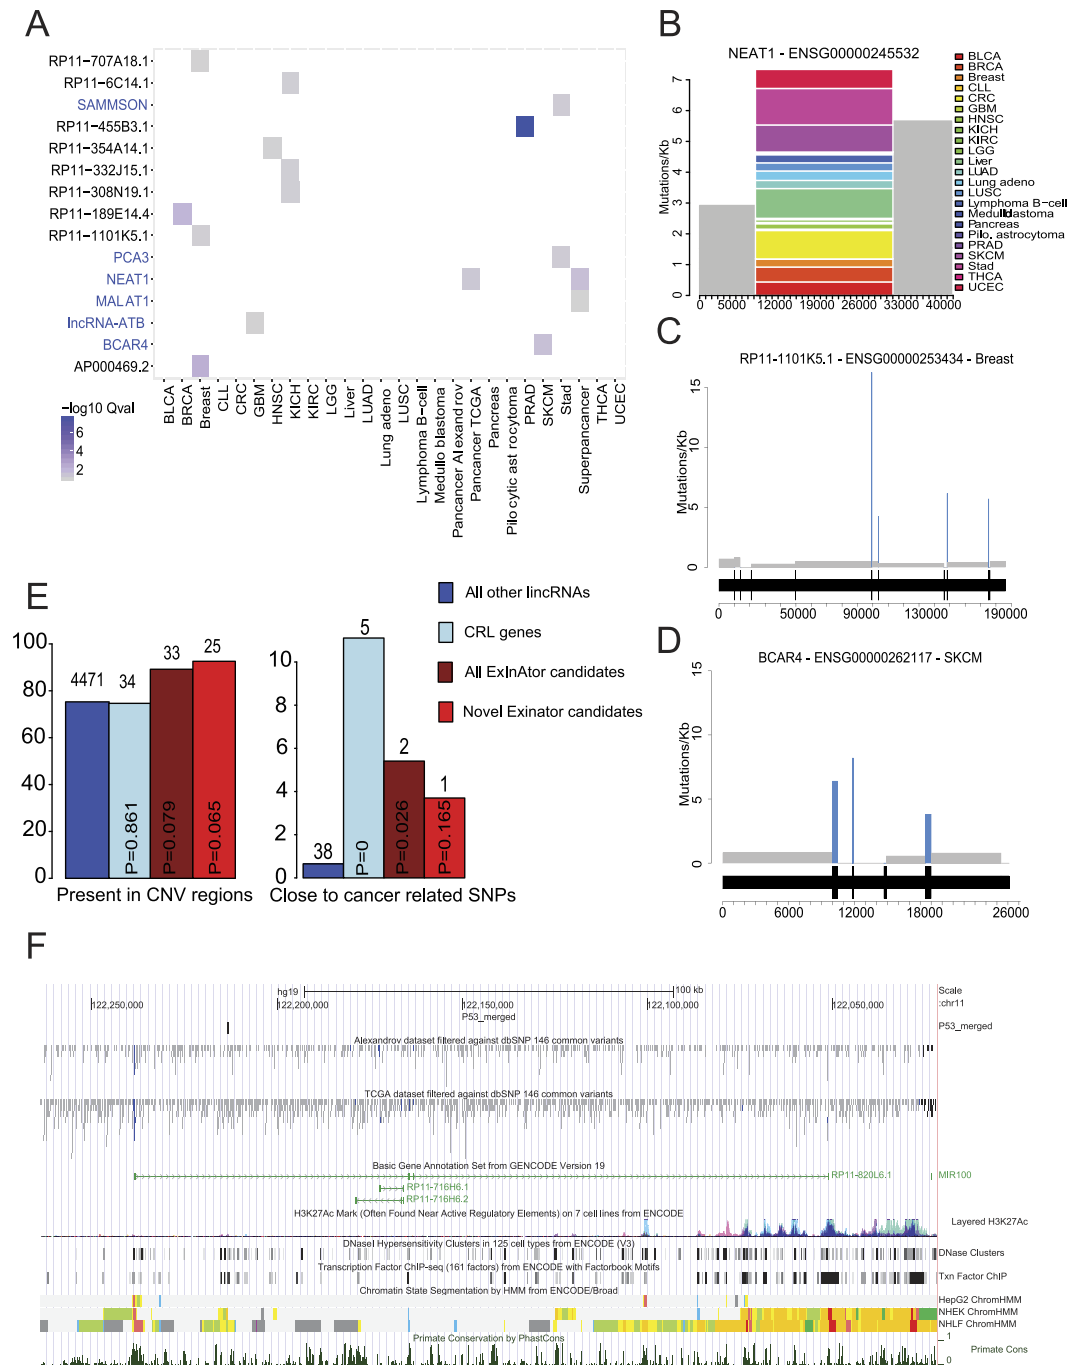 A
RP11-707A18.1
RP11-6C14.1
SAMMSON
RP11-455B3.1
RP11-354A14.1
RP11-332J15.1
RP11-308N19.1
RP11-189E14.4
RP11-1101K5.1
PCA3
NEAT1
MALAT1
lncRNA-ATB
BCAR4
AP000469.2
BLCA
BRCA
Breast
CLL
CRC
GBM
HNSC
KICH
KIRC
LGG
Liver
LUAD
Lung adeno
LUSC
Lymphoma B-cell
Medullo blastoma
Pancancer Alexandrov
Pancancer TCGA
Pancreas
Pilo cytic ast rocytoma
PRAD
SKCM
Stad
Superpancancer
THCA
UCEC
-log10 Qval
6
4
2
B
NEAT1 - ENSG00000245532
Mutations/Kb
7
6
5
4
3
2
1
0
0 5000 12000 19000 26000 33000 40000
BLCA
BRCA
Breast
CLL
CRC
GBM
HNSC
KICH
KIRC
LGG
Liver
LUAD
Lung adeno
LUSC
Lymphoma B-cell
Medulloblastoma
Pancreas
Pilo. astrocytoma
PRAD
SKCM
Stad
THCA
UCEC
C
RP11-1101K5.1 - ENSG00000253434 - Breast
Mutations/Kb
15
10
5
0
0 50000 90000 130000 190000
D
BCAR4 - ENSG00000262117 - SKCM
Mutations/Kb
15
10
5
0
0 6000 12000 18000 26000
E
All other lincRNAs
CRL genes
All ExInAtor candidates
Novel Exinator candidates
100
80
60
40
20
0
4471
34
33
25
P=0.861
P=0.079
P=0.065
Present in CNV regions
10
8
6
4
2
0
38
5
2
1
P=0
P=0.026
P=0.165
Close to cancer related SNPs
F
hg19 100 kb Scale
122,250,000 122,200,000 122,150,000 122,100,000 122,050,000 :chr11
P53_merged
P53_merged
Alexandrov dataset filtered against dbSNP 146 common variants
TCGA dataset filtered against dbSNP 146 common variants
Basic Gene Annotation Set from GENCODE Version 19
RP11-820L6.1 MIR100
RP11-716H6.1
RP11-716H6.2
H3K27Ac Mark (Often Found Near Active Regulatory Elements) on 7 cell lines from ENCODE
Layered H3K27Ac
DNaseI Hypersensitivity Clusters in 125 cell types from ENCODE (V3)
DNase Clusters
Transcription Factor ChIP-seq (161 factors) from ENCODE with Factorbook Motifs
Txn Factor ChIP
Chromatin State Segmentation by HMM from ENCODE/Broad
HepG2 ChromHMM
NHEK ChromHMM
NHLF ChromHMM
Primate Conservation by PhastCons
1
Primate Cons
0